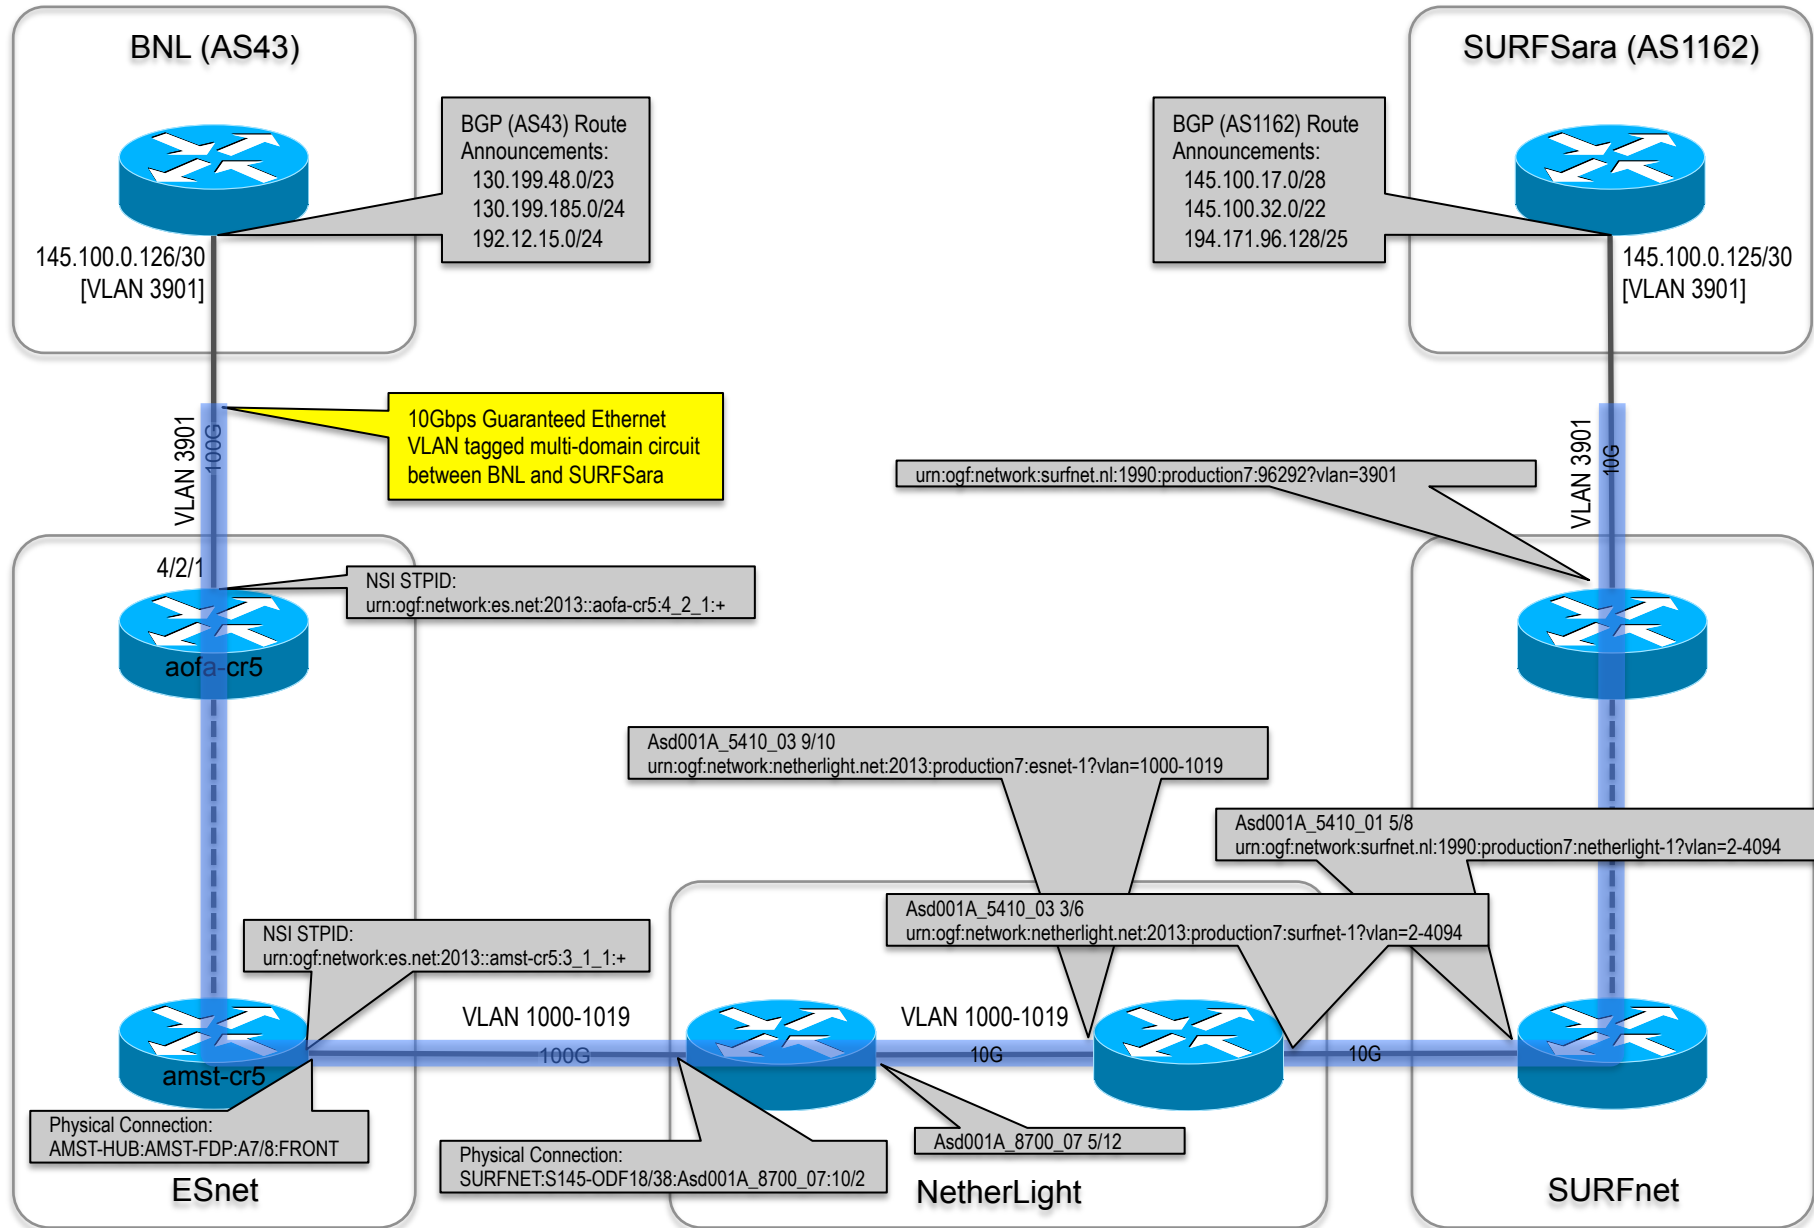 BNL (AS43)
SURFSara (AS1162)
BGP (AS43) Route
Announcements:
130.199.48.0/23
130.199.185.0/24
192.12.15.0/24
BGP (AS1162) Route
Announcements:
145.100.17.0/28
145.100.32.0/22
194.171.96.128/25
145.100.0.126/30
[VLAN 3901]
145.100.0.125/30
[VLAN 3901]
VLAN 3901
100G
10Gbps Guaranteed Ethernet
VLAN tagged multi-domain circuit
between BNL and SURFSara
urn:ogf:network:surfnet.nl:1990:production7:96292?vlan=3901
VLAN 3901
10G
4/2/1
NSI STPID:
urn:ogf:network:es.net:2013::aofa-cr5:4_2_1:+
aofa-cr5
Asd001A_5410_03 9/10
urn:ogf:network:netherlight.net:2013:production7:esnet-1?vlan=1000-1019
Asd001A_5410_01 5/8
urn:ogf:network:surfnet.nl:1990:production7:netherlight-1?vlan=2-4094
Asd001A_5410_03 3/6
urn:ogf:network:netherlight.net:2013:production7:surfnet-1?vlan=2-4094
NSI STPID:
urn:ogf:network:es.net:2013::amst-cr5:3_1_1:+
VLAN 1000-1019
VLAN 1000-1019
100G
10G
10G
amst-cr5
Physical Connection:
AMST-HUB:AMST-FDP:A7/8:FRONT
Physical Connection:
SURFNET:S145-ODF18/38:Asd001A_8700_07:10/2
Asd001A_8700_07 5/12
ESnet
NetherLight
SURFnet